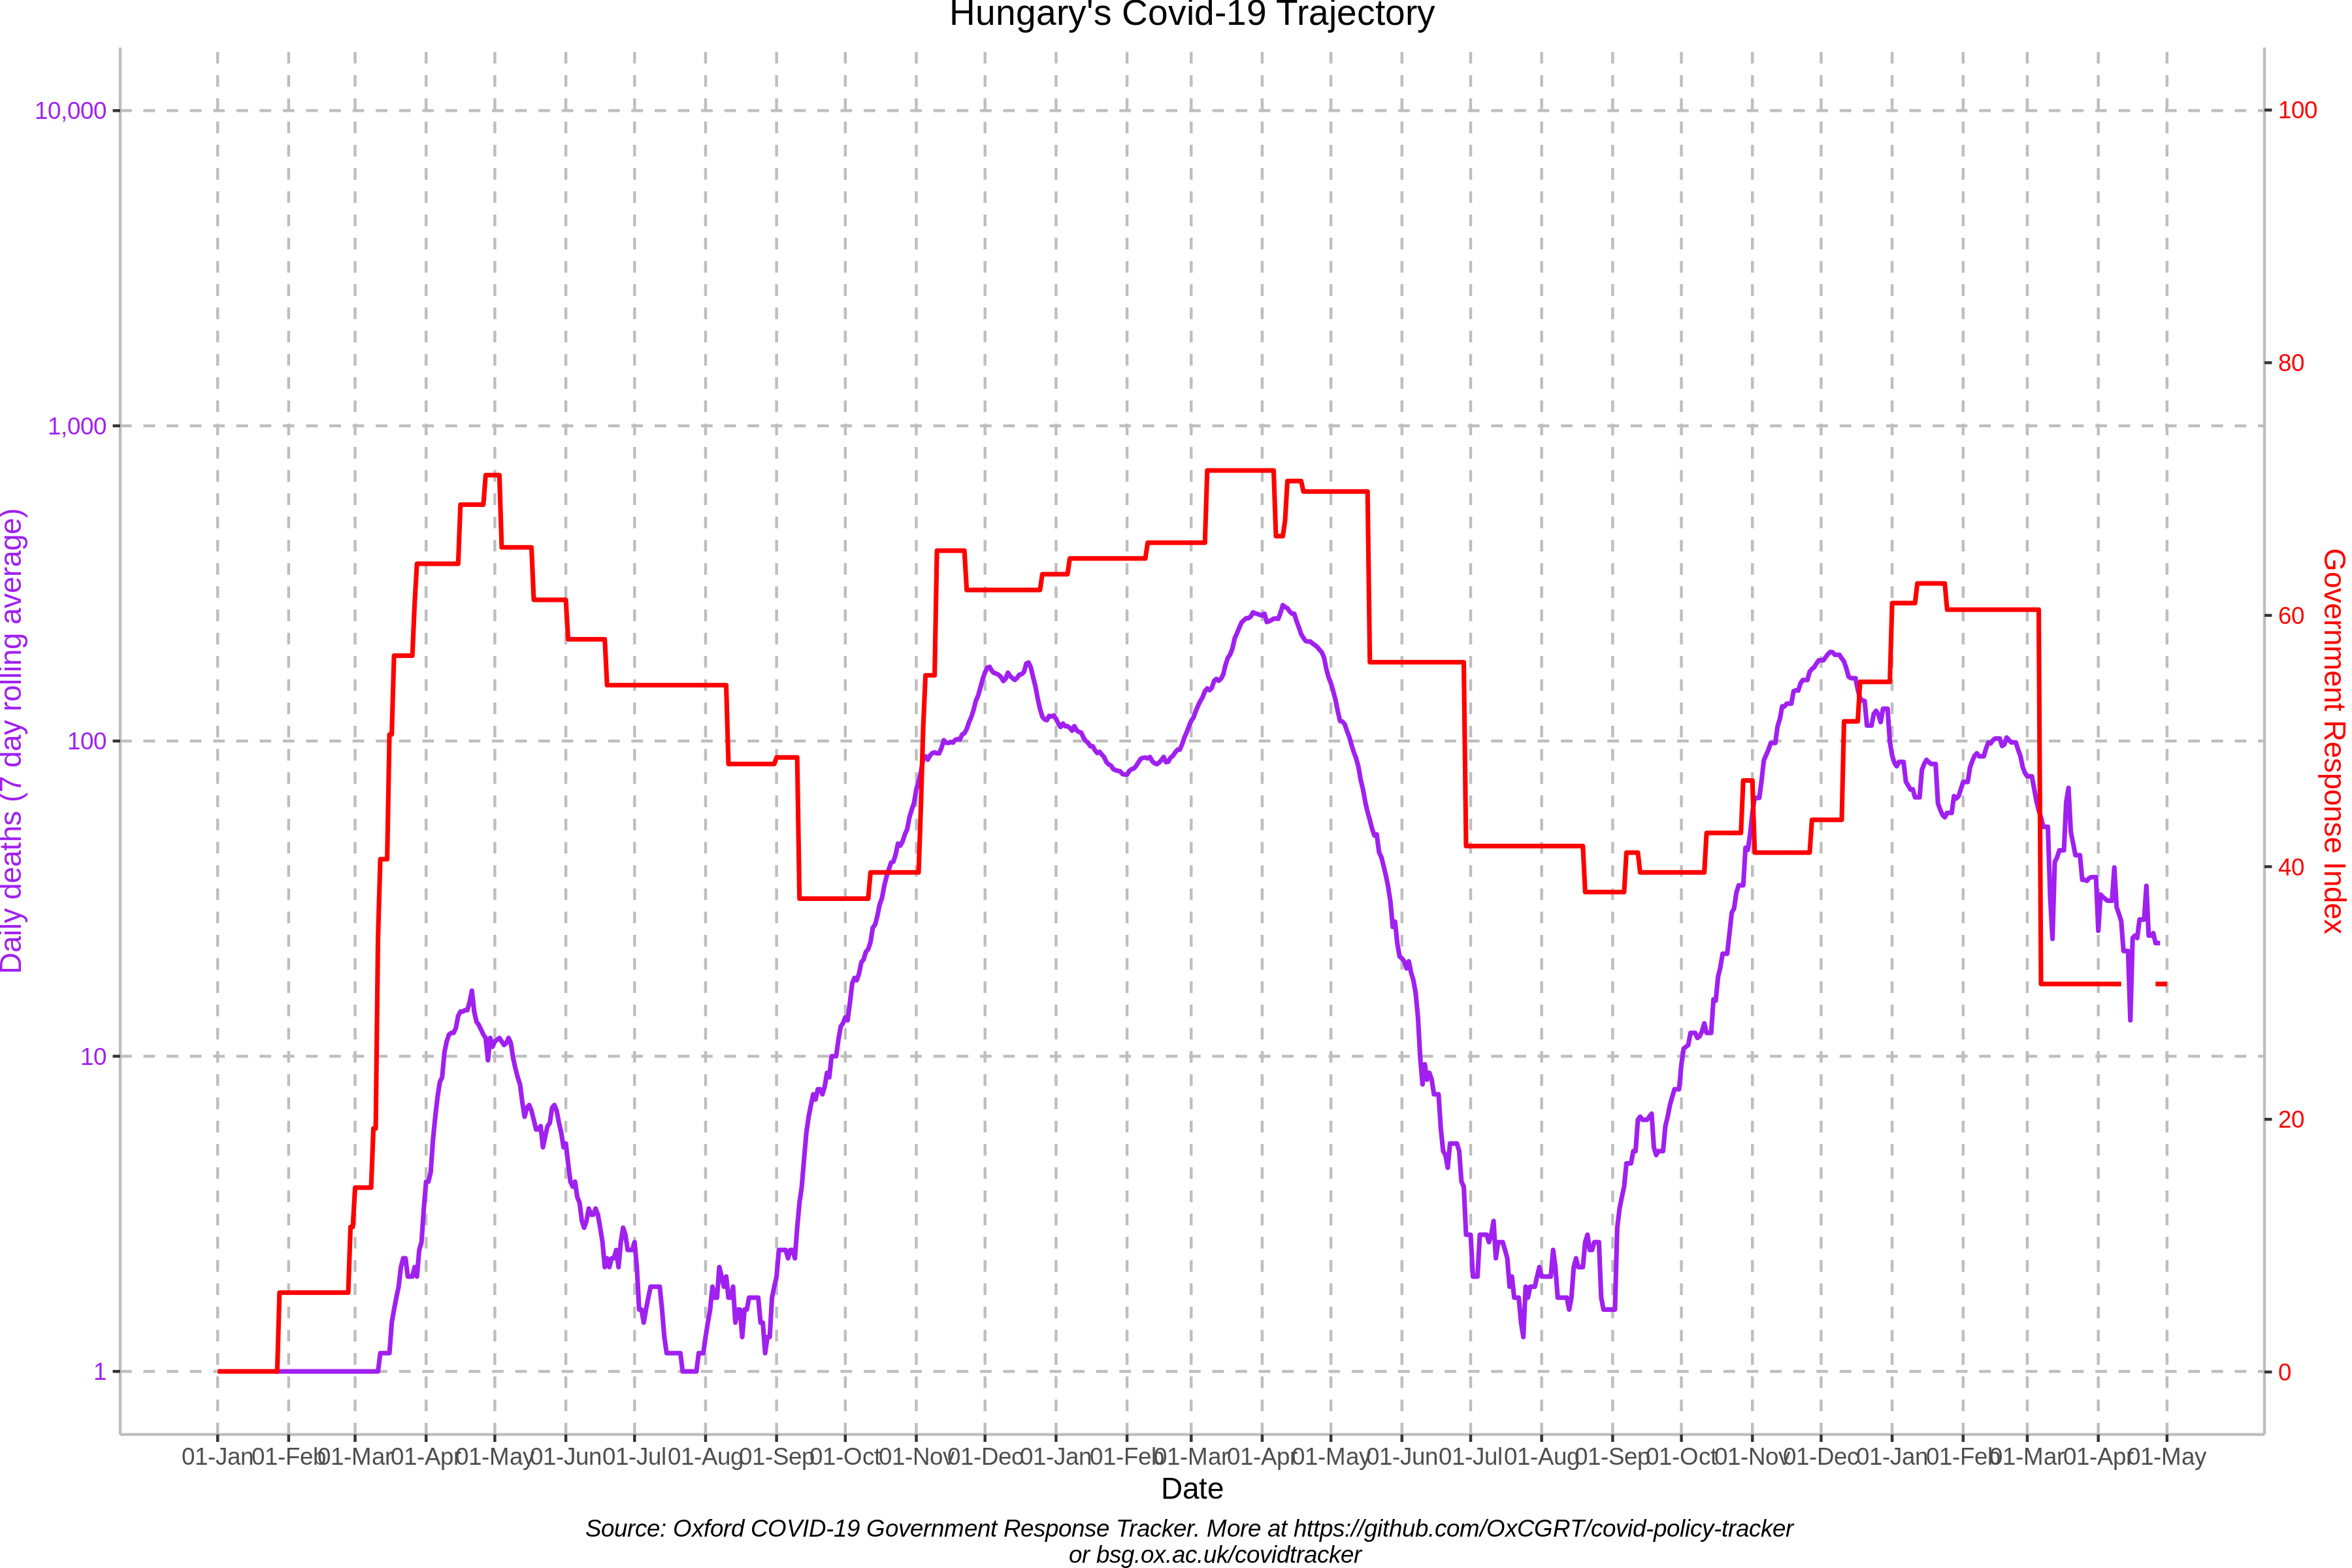 Hungary's Covid-19 Trajectory
Daily deaths (7 day rolling average)
10,000
1,000
100
10
1
100
80
60
40
20
0
Government Response Index
01-Jan 01-Feb 01-Mar 01-Apr 01-May 01-Jun 01-Jul 01-Aug 01-Sep 01-Oct 01-Nov 01-Dec 01-Jan 01-Feb 01-Mar 01-Apr 01-May 01-Jun 01-Jul 01-Aug 01-Sep 01-Oct 01-Nov 01-Dec 01-Jan 01-Feb 01-Mar 01-Apr 01-May
Date
Source: Oxford COVID-19 Government Response Tracker. More at https://github.com/OxCGRT/covid-policy-tracker
or bsg.ox.ac.uk/covidtracker